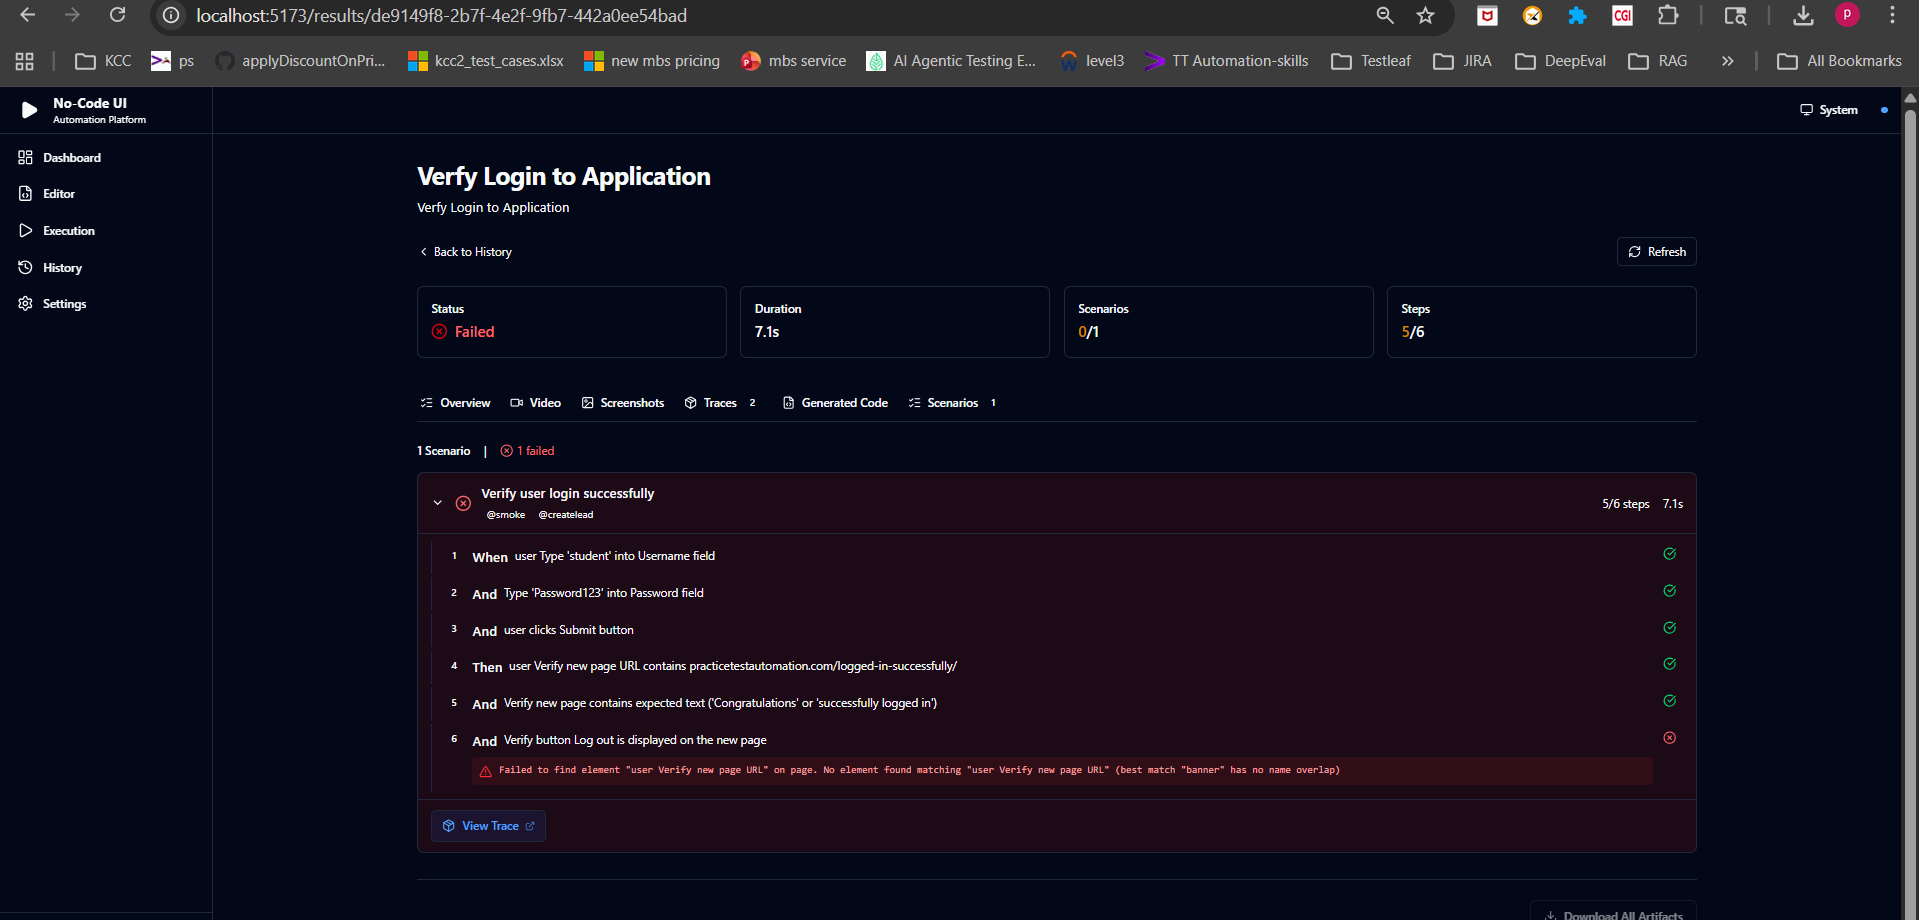 localhost:5173/results/de9149f8-2b7f-4e2f-9fb7-442a0ee54bad
CGI
p
KCC
ps
applyDiscountOnPri...
kcc2_test_cases.xlsx
new mbs pricing
mbs service
AI Agentic Testing E...
level3
TT Automation-skills
Testleaf
JIRA
DeepEval
RAG
»
All Bookmarks
No-Code UI
Automation Platform
System
Dashboard
Editor
Execution
History
Settings
Verfy Login to Application
Verfy Login to Application
Back to History
Refresh
Status
Failed
Duration
7.1s
Scenarios
0/1
Steps
5/6
Overview
Video
Screenshots
Traces 2
Generated Code
Scenarios 1
1 Scenario | 1 failed
Verify user login successfully
@smoke @createlead
5/6 steps 7.1s
1 When user Type 'student' into Username field
2 And Type 'Password123' into Password field
3 And user clicks Submit button
4 Then user Verify new page URL contains practicetestautomation.com/logged-in-successfully/
5 And Verify new page contains expected text ('Congratulations' or 'successfully logged in')
6 And Verify button Log out is displayed on the new page
Failed to find element "user Verify new page URL" on page. No element found matching "user Verify new page URL" (best match "banner" has no name overlap)
View Trace
Download All Artifacts